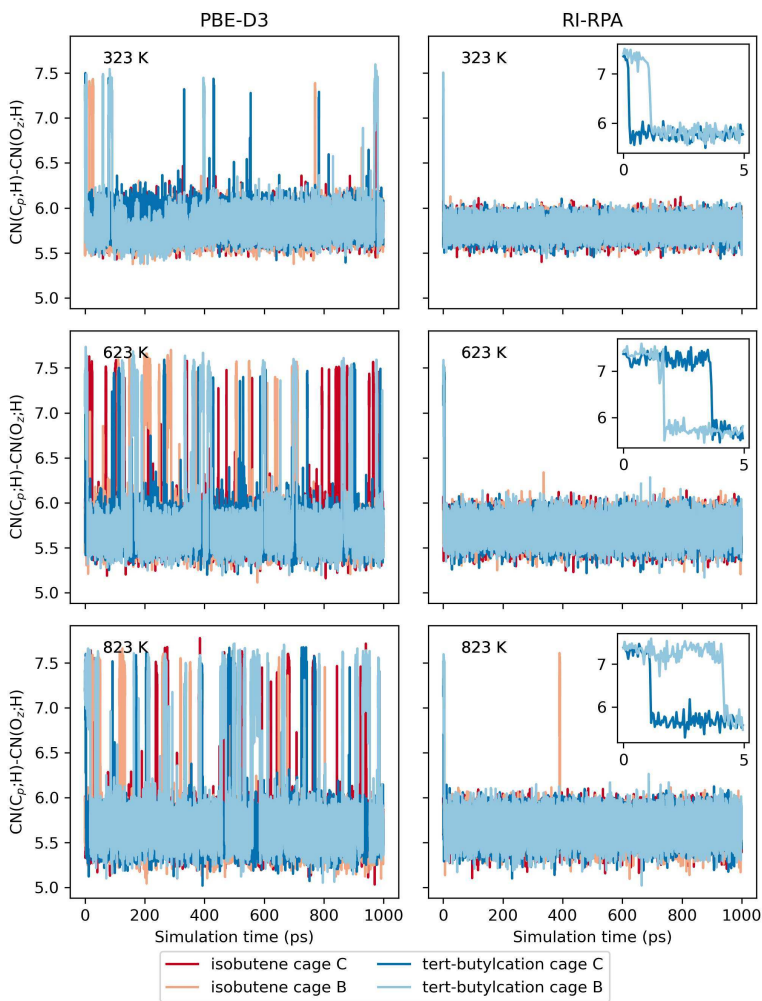 PBE-D3
RI-RPA
CN(Cₚ;H)-CN(O_z;H)
7.5
7.0
6.5
6.0
5.5
5.0
323 K
323 K
7
6
0
5
CN(Cₚ;H)-CN(O_z;H)
7.5
7.0
6.5
6.0
5.5
5.0
623 K
623 K
7
6
0
5
CN(Cₚ;H)-CN(O_z;H)
7.5
7.0
6.5
6.0
5.5
5.0
823 K
823 K
7
6
0
5
0 200 400 600 800 1000
0 200 400 600 800 1000
Simulation time (ps)
Simulation time (ps)
isobutene cage C
tert-butylcation cage C
isobutene cage B
tert-butylcation cage B